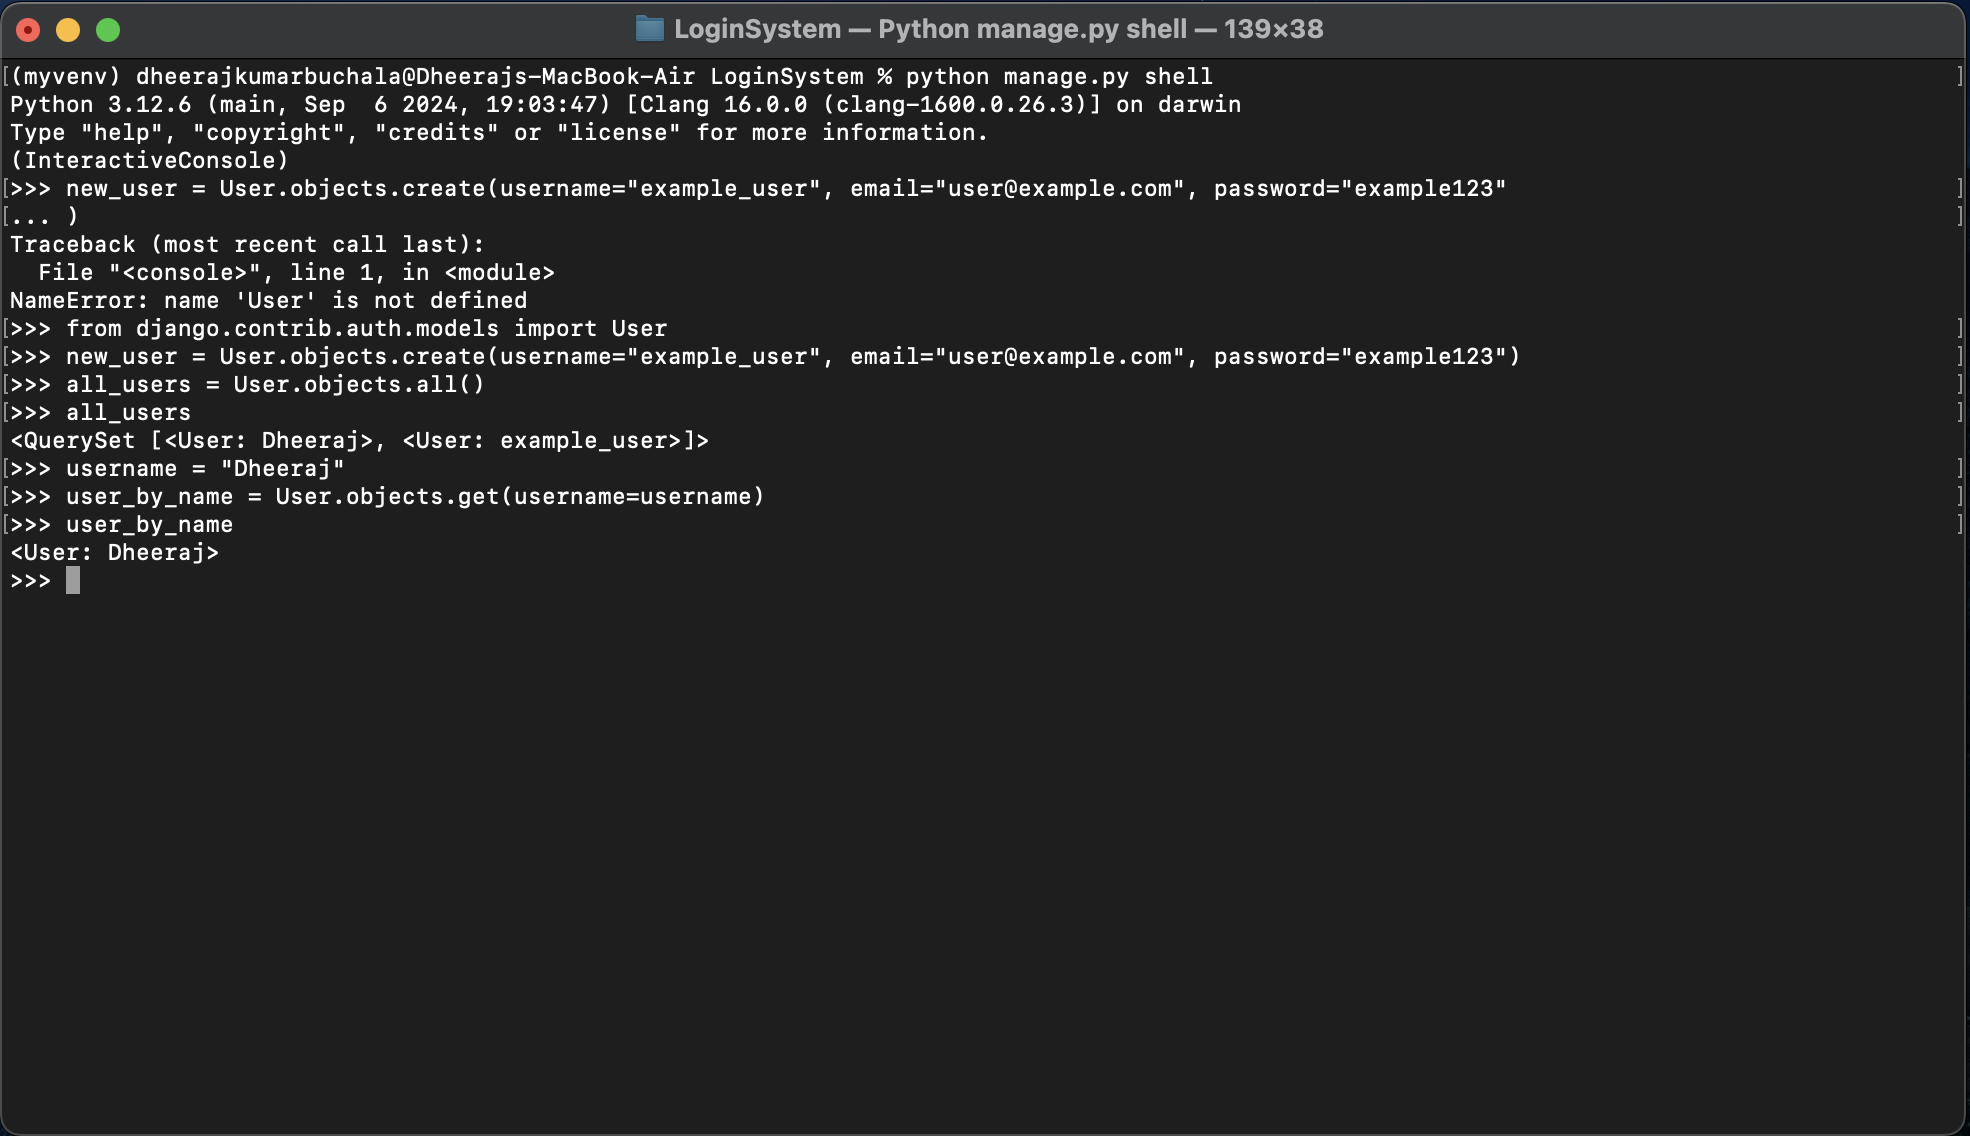 LoginSystem — Python manage.py shell — 139×38
[(myvenv) dheerajkumarbuchala@Dheerajs-MacBook-Air LoginSystem % python manage.py shell ]
Python 3.12.6 (main, Sep  6 2024, 19:03:47) [Clang 16.0.0 (clang-1600.0.26.3)] on darwin
Type "help", "copyright", "credits" or "license" for more information.
(InteractiveConsole)
[>>> new_user = User.objects.create(username="example_user", email="user@example.com", password="example123" ]
[... ) ]
Traceback (most recent call last):
  File "<console>", line 1, in <module>
NameError: name 'User' is not defined
[>>> from django.contrib.auth.models import User ]
[>>> new_user = User.objects.create(username="example_user", email="user@example.com", password="example123") ]
[>>> all_users = User.objects.all() ]
[>>> all_users ]
<QuerySet [<User: Dheeraj>, <User: example_user>]>
[>>> username = "Dheeraj" ]
[>>> user_by_name = User.objects.get(username=username) ]
[>>> user_by_name ]
<User: Dheeraj>
>>>